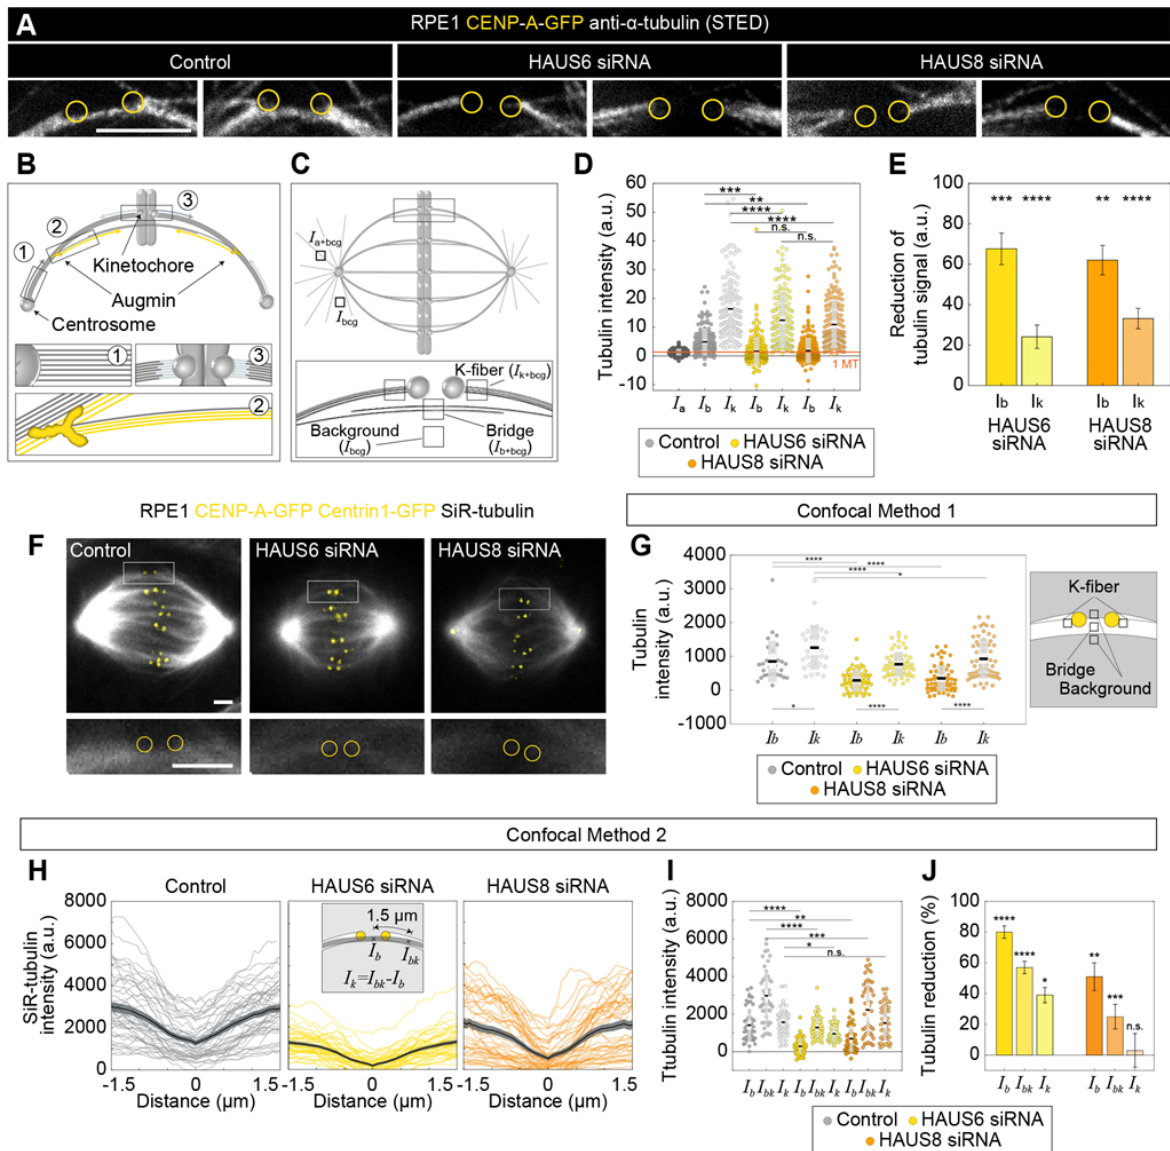 A
RPE1 CENP-A-GFP anti-α-tubulin (STED)
Control
HAUS6 siRNA
HAUS8 siRNA
B
1
2
3
Kinetochore
Augmin
Centrosome
1
3
2
C
Ia+bcg
Ibcg
K-fiber (Ik+bcg)
Background
(Ibcg)
Bridge
(Ib+bcg)
D
Tubulin intensity (a.u.)
60
50
40
30
20
10
0
-10
***
**
****
****
n.s.
n.s.
1 MT
Ia Ib Ik Ib Ik Ib Ik
Control HAUS6 siRNA
HAUS8 siRNA
E
Reduction of
tubulin signal (a.u.)
100
80
60
40
20
0
*** **** ** ****
Ib Ik Ib Ik
HAUS6 HAUS8
siRNA siRNA
RPE1 CENP-A-GFP Centrin1-GFP SiR-tubulin
F
Control
HAUS6 siRNA
HAUS8 siRNA
Confocal Method 1
G
Tubulin
intensity (a.u.)
4000
3000
2000
1000
0
-1000
****
****
****
*
* **** ****
Ib Ik Ib Ik Ib Ik
Control HAUS6 siRNA
HAUS8 siRNA
K-fiber
Bridge
Background
Confocal Method 2
H
Control
HAUS6 siRNA
HAUS8 siRNA
SiR-tubulin
intensity (a.u.)
8000
6000
4000
2000
0
1.5 µm
Ib
Ibk
Ik=Ibk-Ib
-1.5 0 1.5 -1.5 0 1.5 -1.5 0 1.5
Distance (µm) Distance (µm) Distance (µm)
I
Ttubulin intensity (a.u.)
8000
6000
4000
2000
0
****
**
****
***
*
n.s.
Ib Ibk Ik Ib Ibk Ik Ib Ibk Ik
J
Tubulin reduction (%)
100
80
60
40
20
0
**** **** * ** *** n.s.
Ib Ibk Ik Ib Ibk Ik
Control HAUS6 siRNA
HAUS8 siRNA